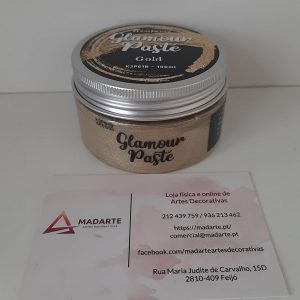 Glamour
Paste
Gold
Glamour
Paste
MADARTE
Loja física e online de
Artes Decorativas
212 439 759 / 936 213 462
https://madarte.pt/
comercial@madarte.pt
facebook.com/madarteartesdecorativas
Rua Maria Judite de Carvalho, 15D
2810-409 Feijó